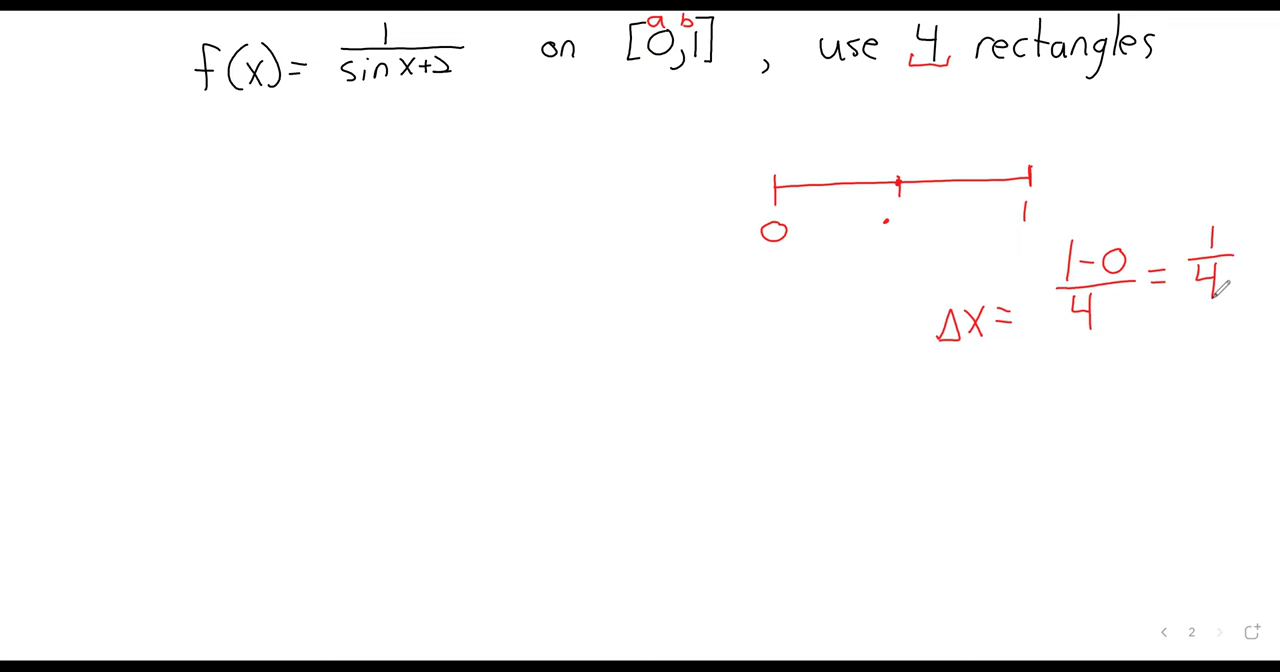 f(x) = 1/(sin x+2) on [0,1] , use 4 rectangles
a b
0 1
Δx = (1-0)/4 = 1/4
< 2 >